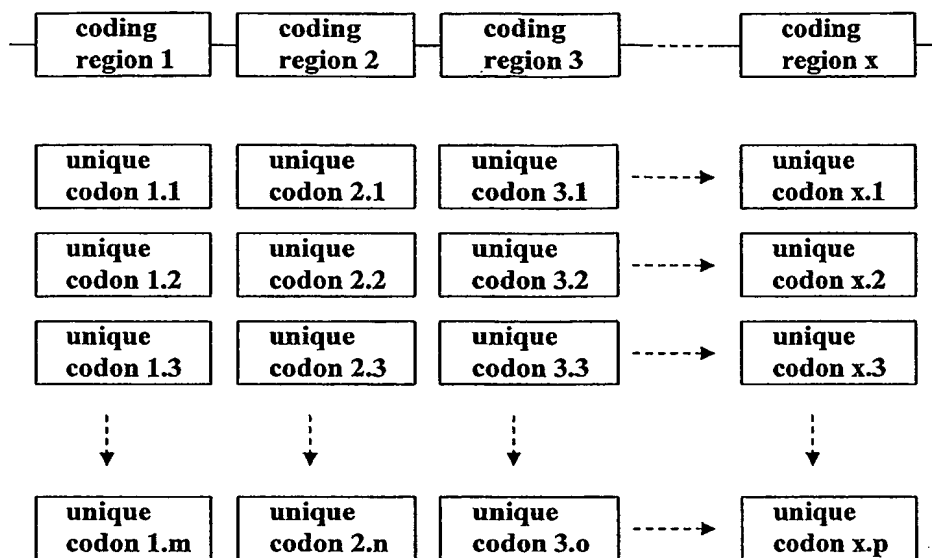 coding coding coding coding
region 1 region 2 region 3 region x
unique unique unique unique
codon 1.1 codon 2.1 codon 3.1 codon x.1
unique unique unique unique
codon 1.2 codon 2.2 codon 3.2 codon x.2
unique unique unique unique
codon 1.3 codon 2.3 codon 3.3 codon x.3
unique unique unique unique
codon 1.m codon 2.n codon 3.o codon x.p